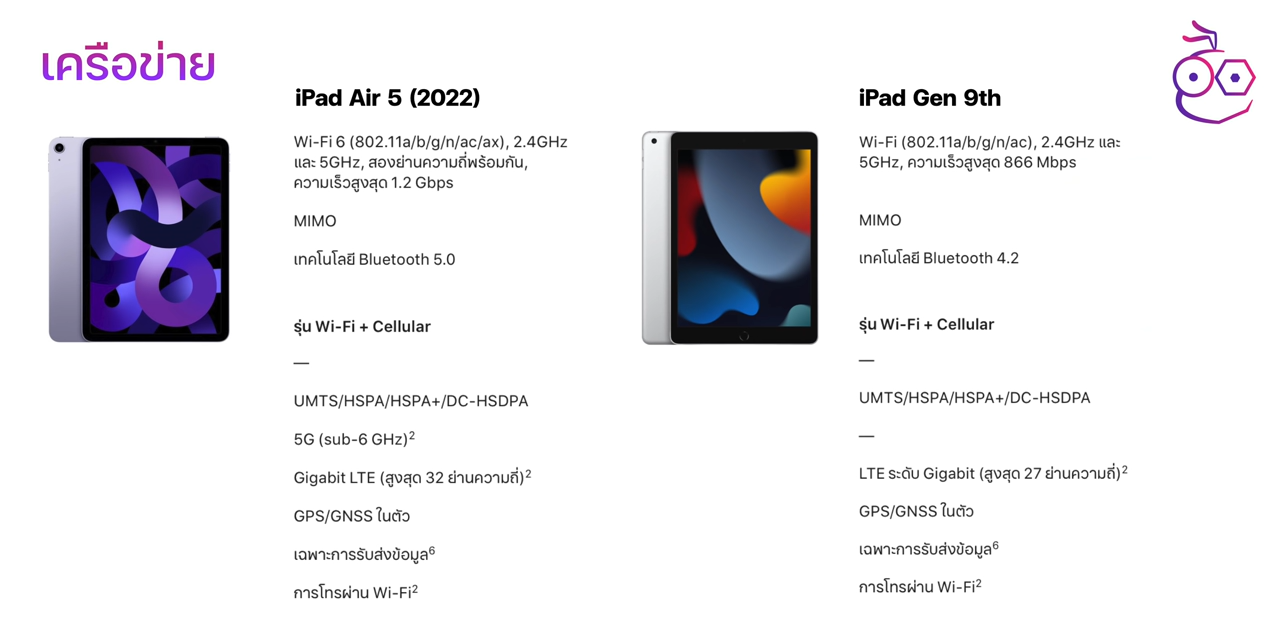 เครือข่าย
iPad Air 5 (2022)
Wi-Fi 6 (802.11a/b/g/n/ac/ax), 2.4GHz
และ 5GHz, สองย่านความถี่พร้อมกัน,
ความเร็วสูงสุด 1.2 Gbps
MIMO
เทคโนโลยี Bluetooth 5.0
รุ่น Wi-Fi + Cellular
—
UMTS/HSPA/HSPA+/DC-HSDPA
5G (sub-6 GHz)²
Gigabit LTE (สูงสุด 32 ย่านความถี่)²
GPS/GNSS ในตัว
เฉพาะการรับส่งข้อมูล⁶
การโทรผ่าน Wi-Fi²
iPad Gen 9th
Wi-Fi (802.11a/b/g/n/ac), 2.4GHz และ
5GHz, ความเร็วสูงสุด 866 Mbps
MIMO
เทคโนโลยี Bluetooth 4.2
รุ่น Wi-Fi + Cellular
—
UMTS/HSPA/HSPA+/DC-HSDPA
—
LTE ระดับ Gigabit (สูงสุด 27 ย่านความถี่)²
GPS/GNSS ในตัว
เฉพาะการรับส่งข้อมูล⁶
การโทรผ่าน Wi-Fi²